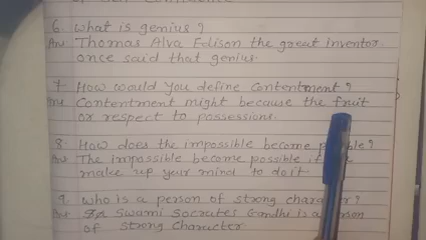 6. What is genius?
Ans Thomas Alva Edison the great inventor
once said that genius.
7. How would you define contentment?
Ans Contentment might because the fruit
or respect to possessions.
8. How does the impossible become
Ans The impossible become possible if
make up your mind to do it
9. Who is a person of strong character?
Ans Swami Socrates Gandhi is a person
of strong character